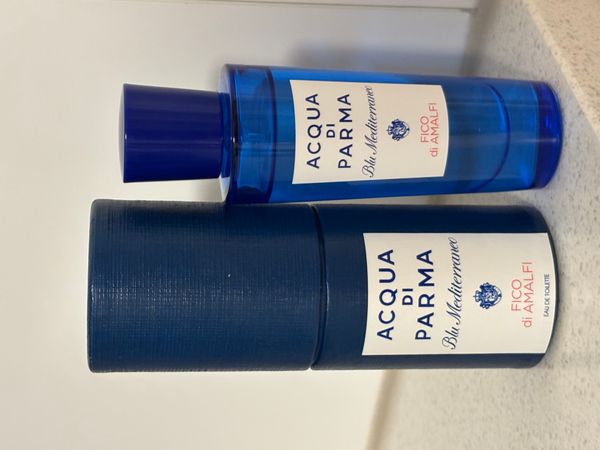 ACQUA
DI
PARMA
Blu Mediterraneo
FICO
di AMALFI
EAU DE TOILETTE
ACQUA
DI
PARMA
Blu Mediterraneo
FICO
di AMALFI